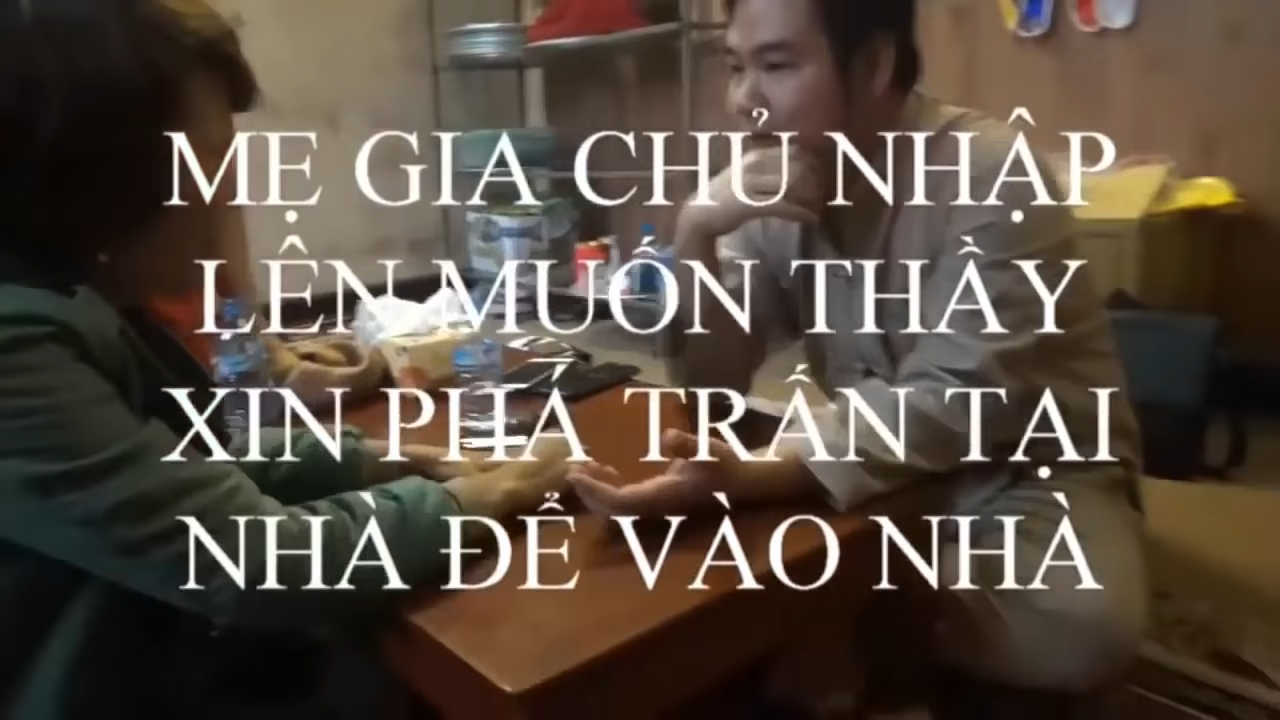 MẸ GIA CHỦ NHẬP
LÊN MUỐN THẦY
XIN PHÁ TRẤN TẠI
NHÀ ĐỂ VÀO NHÀ